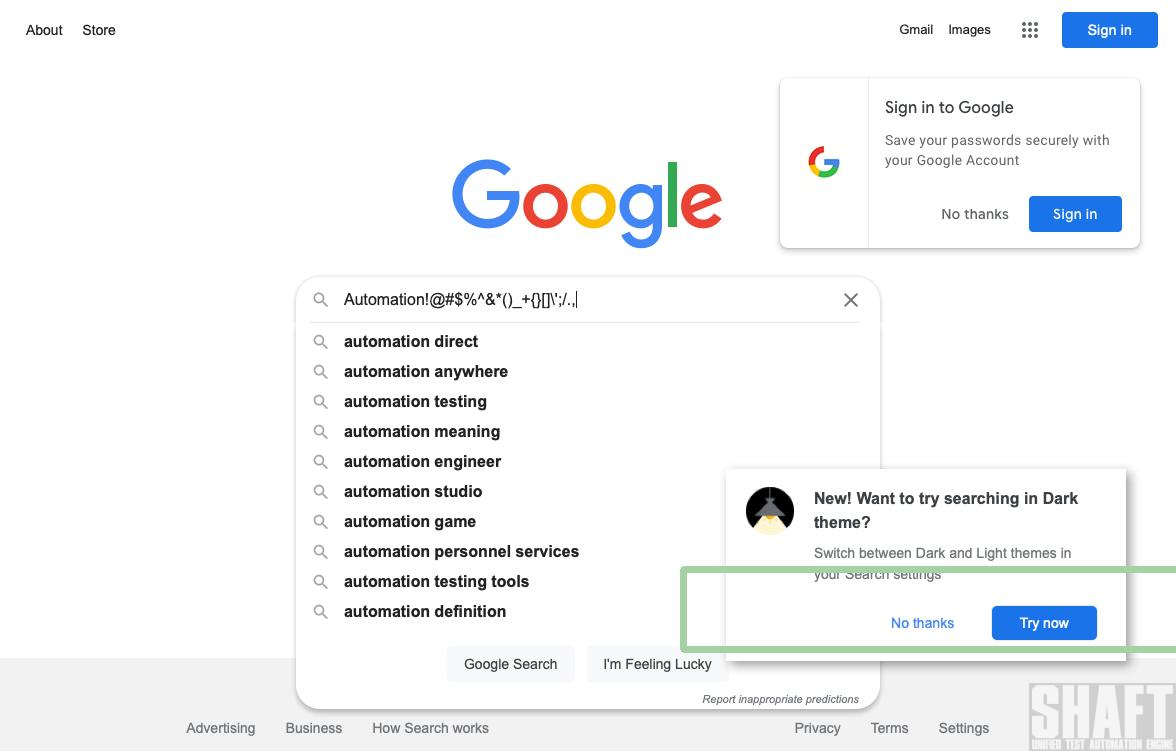 About Store
Gmail Images Sign in
Sign in to Google
Save your passwords securely with
your Google Account
No thanks Sign in
Google
Automation!@#$%^&*()_+{}[]\';/.,
automation direct
automation anywhere
automation testing
automation meaning
automation engineer
automation studio
automation game
automation personnel services
automation testing tools
automation definition
New! Want to try searching in Dark
theme?
Switch between Dark and Light themes in
your Search settings
No thanks Try now
Google Search I'm Feeling Lucky
Report inappropriate predictions
Advertising Business How Search works
Privacy Terms Settings
SHAFT
UNIFIED TEST AUTOMATION ENGINE